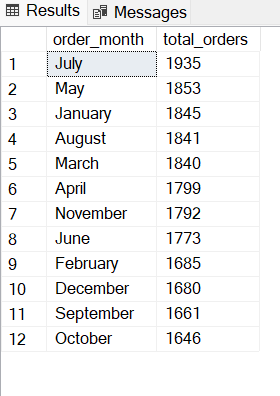 Results Messages
order_month total_orders
1 July 1935
2 May 1853
3 January 1845
4 August 1841
5 March 1840
6 April 1799
7 November 1792
8 June 1773
9 February 1685
10 December 1680
11 September 1661
12 October 1646